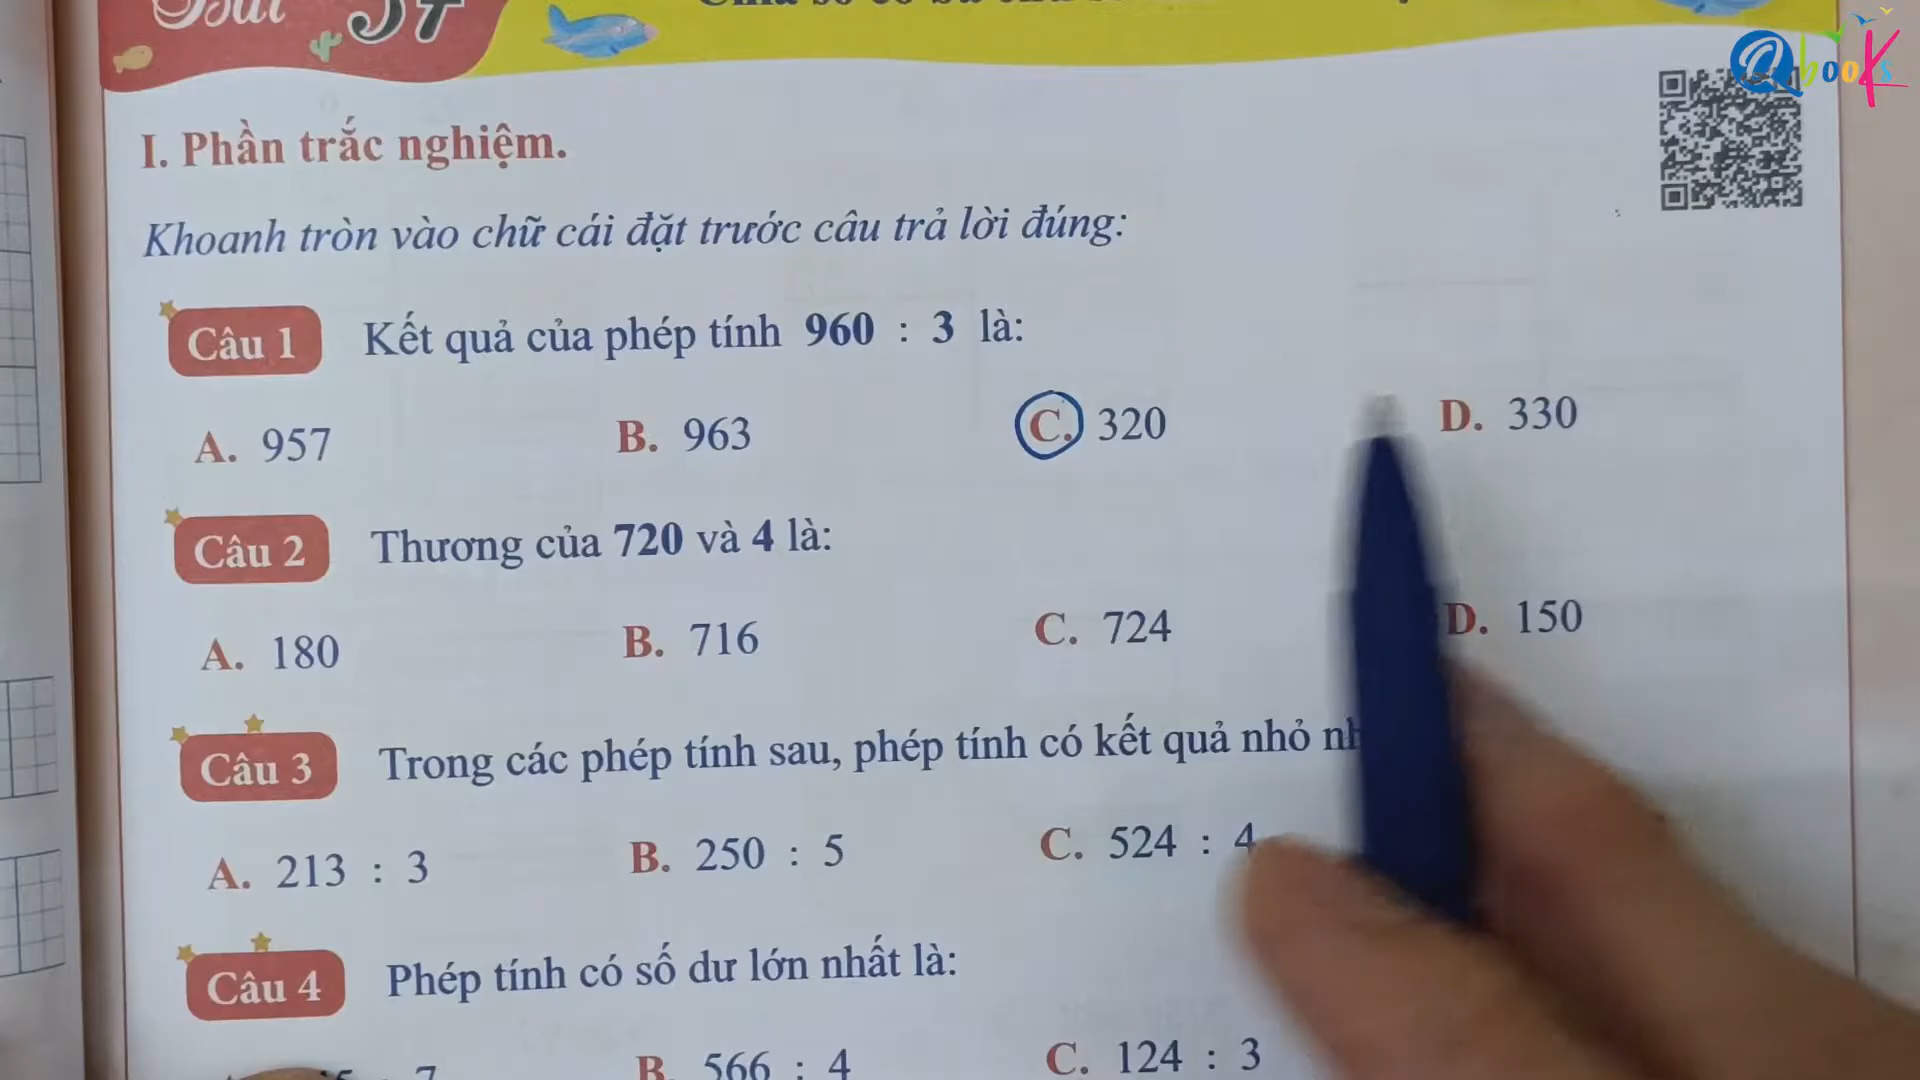 37
Qbooks
I. Phần trắc nghiệm.
Khoanh tròn vào chữ cái đặt trước câu trả lời đúng:
Câu 1 Kết quả của phép tính 960 : 3 là:
A. 957 B. 963 C. 320 D. 330
Câu 2 Thương của 720 và 4 là:
A. 180 B. 716 C. 724 D. 150
Câu 3 Trong các phép tính sau, phép tính có kết quả nhỏ
A. 213 : 3 B. 250 : 5 C. 524 : 4
Câu 4 Phép tính có số dư lớn nhất là:
B. 566 : 4 C. 124 : 3